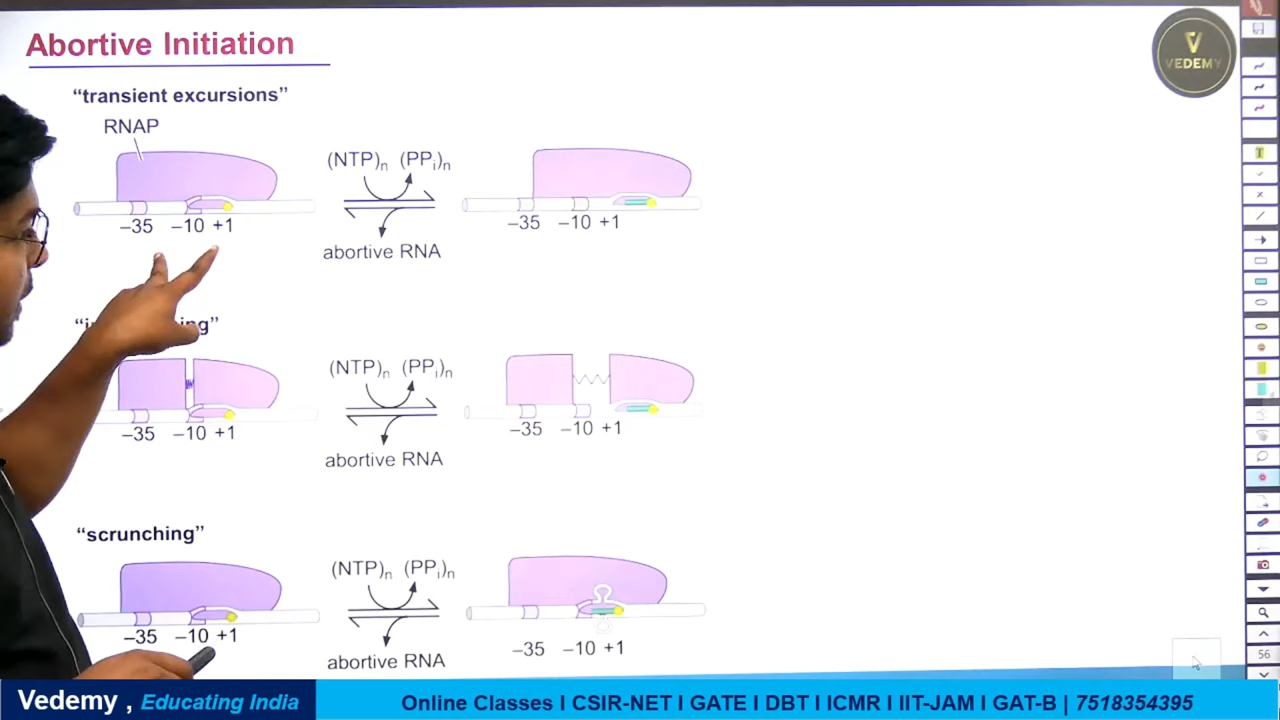 Abortive Initiation
VEDEMY
“transient excursions”
RNAP
(NTP)n (PPi)n
–35 –10 +1
abortive RNA
–35 –10 +1
(NTP)n (PPi)n
–35 –10 +1
abortive RNA
–35 –10 +1
“scrunching”
(NTP)n (PPi)n
–35 –10 +1
abortive RNA
–35 –10 +1
T
56
Vedemy , Educating India
Online Classes I CSIR-NET I GATE I DBT I ICMR I IIT-JAM I GAT-B | 7518354395